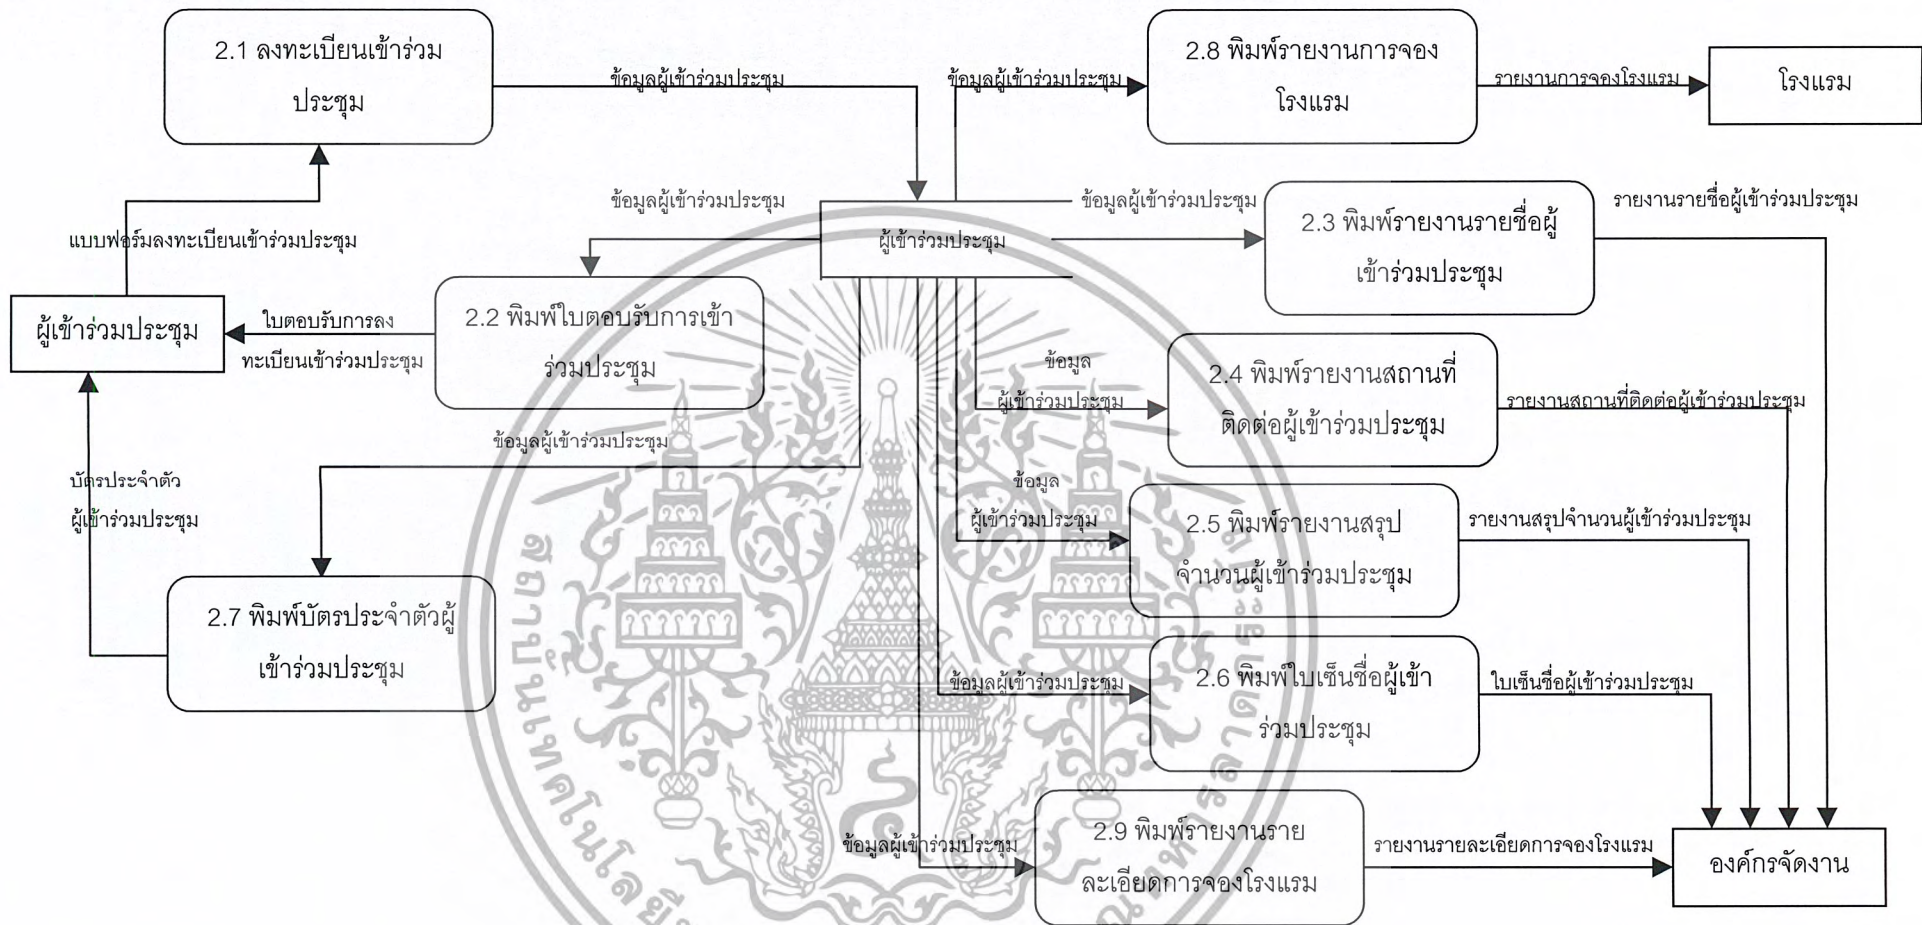 2.1 ลงทะเบียนเข้าร่วม
ประชุม
ข้อมูลผู้เข้าร่วมประชุม
ข้อมูลผู้เข้าร่วมประชุม
2.8 พิมพ์รายงานการจอง
โรงแรม
รายงานการจองโรงแรม
โรงแรม
แบบฟอร์มลงทะเบียนเข้าร่วมประชุม
ข้อมูลผู้เข้าร่วมประชุม
ผู้เข้าร่วมประชุม
ข้อมูลผู้เข้าร่วมประชุม
2.3 พิมพ์รายงานรายชื่อผู้
เข้าร่วมประชุม
รายงานรายชื่อผู้เข้าร่วมประชุม
ผู้เข้าร่วมประชุม
ใบตอบรับการลง
ทะเบียนเข้าร่วมประชุม
2.2 พิมพ์ใบตอบรับการเข้า
ร่วมประชุม
ข้อมูล
ผู้เข้าร่วมประชุม
2.4 พิมพ์รายงานสถานที่
ติดต่อผู้เข้าร่วมประชุม
รายงานสถานที่ติดต่อผู้เข้าร่วมประชุม
ข้อมูลผู้เข้าร่วมประชุม
บัตรประจำตัว
ผู้เข้าร่วมประชุม
ข้อมูล
ผู้เข้าร่วมประชุม
2.5 พิมพ์รายงานสรุป
จำนวนผู้เข้าร่วมประชุม
รายงานสรุปจำนวนผู้เข้าร่วมประชุม
2.7 พิมพ์บัตรประจำตัวผู้
เข้าร่วมประชุม
ข้อมูลผู้เข้าร่วมประชุม
2.6 พิมพ์ใบเซ็นชื่อผู้เข้า
ร่วมประชุม
ใบเซ็นชื่อผู้เข้าร่วมประชุม
ข้อมูลผู้เข้าร่วมประชุม
2.9 พิมพ์รายงานราย
ละเอียดการจองโรงแรม
รายงานรายละเอียดการจองโรงแรม
องค์กรจัดงาน
สถาบันเทคโนโลยี
คุณทหารลาดกระบัง